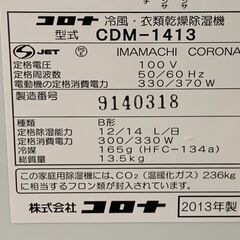 コロナ 冷風・衣類乾燥除湿機
型式 CDM-1413
JET IMAMACHI CORONA
定格電圧 100 V
定格周波数 50/60 Hz
電動機の定格消費電力 370/370 W
製造番号
9140318
種類 B形
定格除湿能力 12/14 L/日
定格消費電力 300/330 W
冷媒 165g(HFC-134a)
総質量 13.5kg
この家庭用除湿機には、CO₂(温暖化ガス)236kg
に相当するフロン類が封入されています。
株式会社 コロナ 2013年製